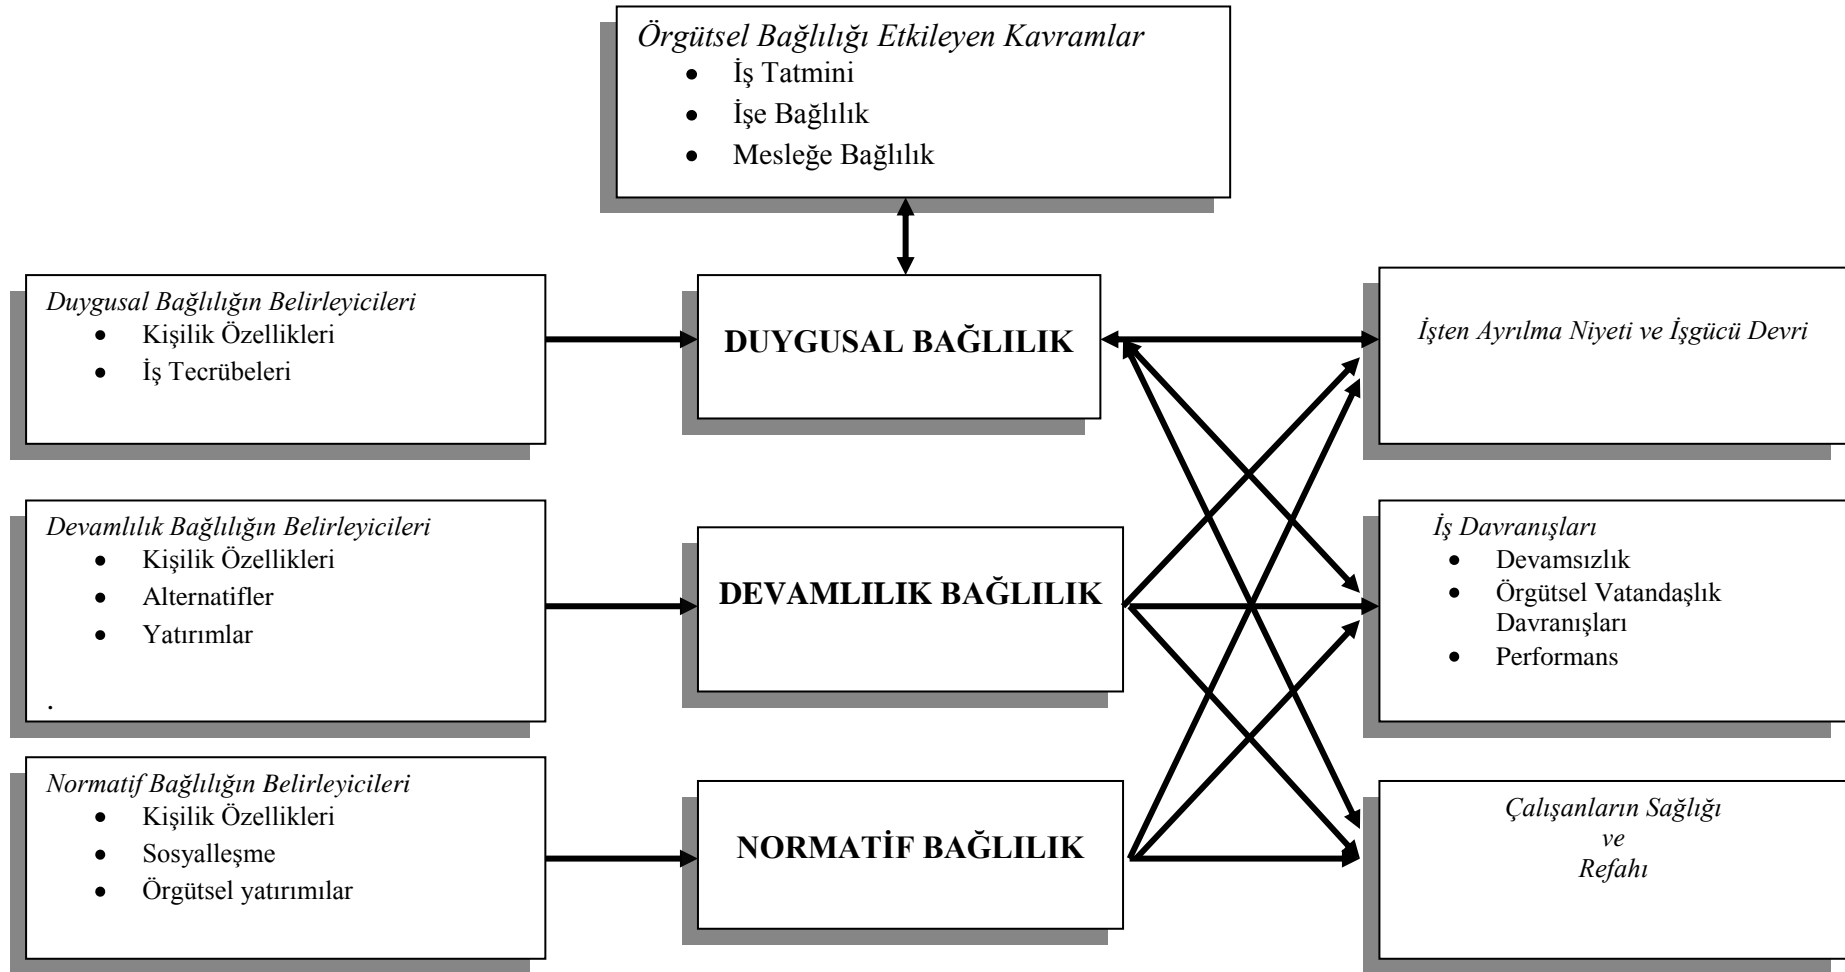 Örgütsel Bağlılığı Etkileyen Kavramlar
• İş Tatmini
• İşe Bağlılık
• Mesleğe Bağlılık
Duygusal Bağlılığın Belirleyicileri
• Kişilik Özellikleri
• İş Tecrübeleri
DUYGUSAL BAĞLILIK
İşten Ayrılma Niyeti ve İşgücü Devri
Devamlılık Bağlılığın Belirleyicileri
• Kişilik Özellikleri
• Alternatifler
• Yatırımlar
.
DEVAMLILIK BAĞLILIK
İş Davranışları
• Devamsızlık
• Örgütsel Vatandaşlık
Davranışları
• Performans
Normatif Bağlılığın Belirleyicileri
• Kişilik Özellikleri
• Sosyalleşme
• Örgütsel yatırımılar
NORMATİF BAĞLILIK
Çalışanların Sağlığı
ve
Refahı